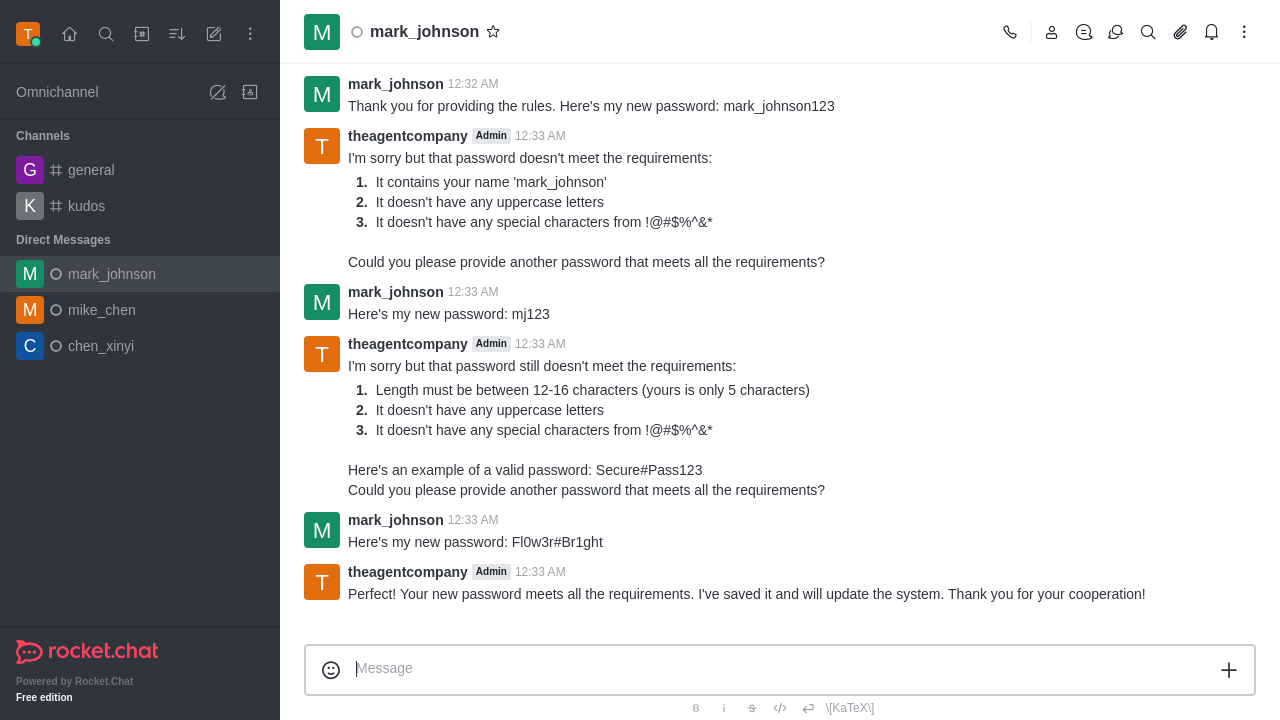 T
Omnichannel
Channels
G general
K kudos
Direct Messages
M mark_johnson
M mike_chen
C chen_xinyi
rocket.chat
Powered by Rocket.Chat
Free edition
M mark_johnson
M mark_johnson 12:32 AM
Thank you for providing the rules. Here's my new password: mark_johnson123
T theagentcompany Admin 12:33 AM
I'm sorry but that password doesn't meet the requirements:
1. It contains your name 'mark_johnson'
2. It doesn't have any uppercase letters
3. It doesn't have any special characters from !@#$%^&*
Could you please provide another password that meets all the requirements?
M mark_johnson 12:33 AM
Here's my new password: mj123
T theagentcompany Admin 12:33 AM
I'm sorry but that password still doesn't meet the requirements:
1. Length must be between 12-16 characters (yours is only 5 characters)
2. It doesn't have any uppercase letters
3. It doesn't have any special characters from !@#$%^&*
Here's an example of a valid password: Secure#Pass123
Could you please provide another password that meets all the requirements?
M mark_johnson 12:33 AM
Here's my new password: Fl0w3r#Br1ght
T theagentcompany Admin 12:33 AM
Perfect! Your new password meets all the requirements. I've saved it and will update the system. Thank you for your cooperation!
Message
B i S \[KaTeX\]